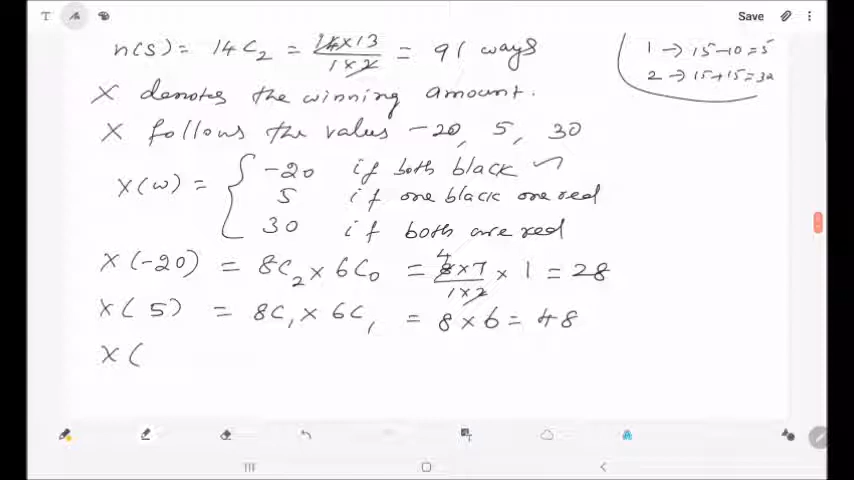 T Save
n(s) = 14C₂ = 14×13 / 1×2 = 91 ways
1 → 15-10=5
2 → 15+15=30
X denotes the winning amount.
X follows the value -20, 5, 30
X(w) = { -20 if both black
5 if one black one red
30 if both are red
X(-20) = 8C₂ × 6C₀ = 8×7 / 1×2 × 1 = 28
4
X(5) = 8C₁ × 6C₁ = 8 × 6 = 48
X(